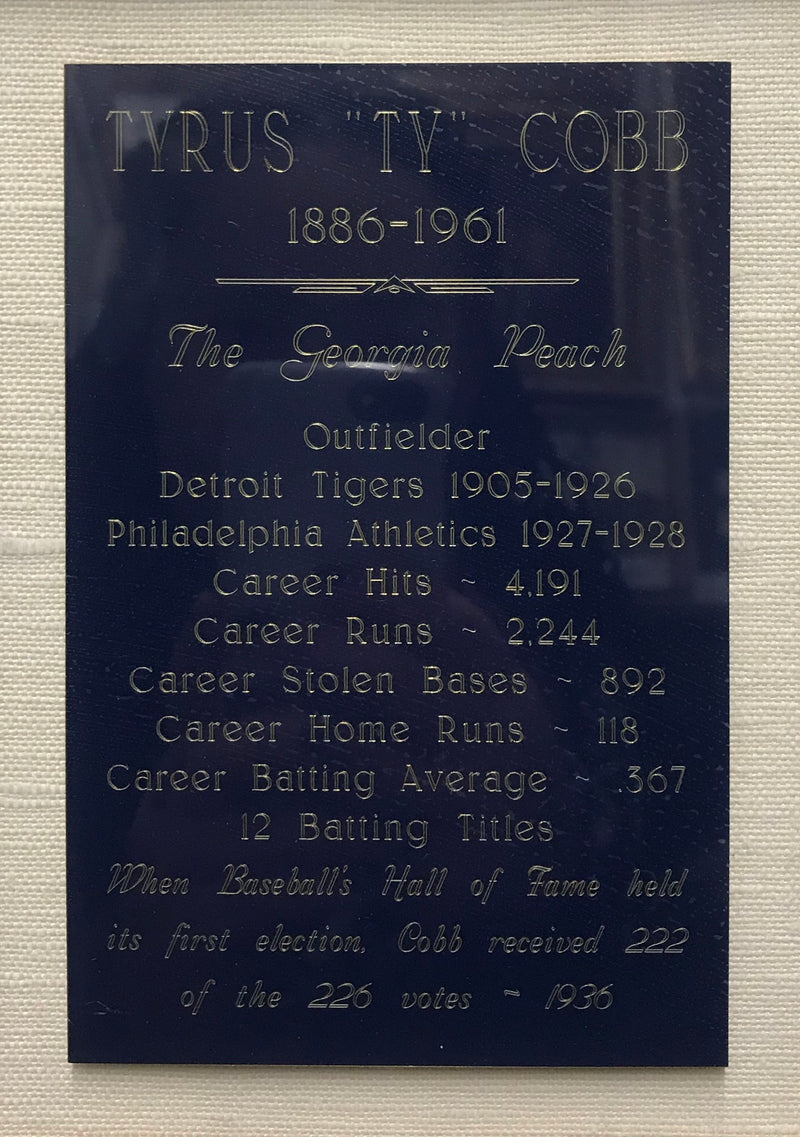 TYRUS "TY" COBB
1886-1961
The Georgia Peach
Outfielder
Detroit Tigers 1905-1926
Philadelphia Athletics 1927-1928
Career Hits ~ 4,191
Career Runs ~ 2,244
Career Stolen Bases ~ 892
Career Home Runs ~ 118
Career Batting Average ~ .367
12 Batting Titles
When Baseball's Hall of Fame held
its first election, Cobb received 222
of the 226 votes ~ 1936